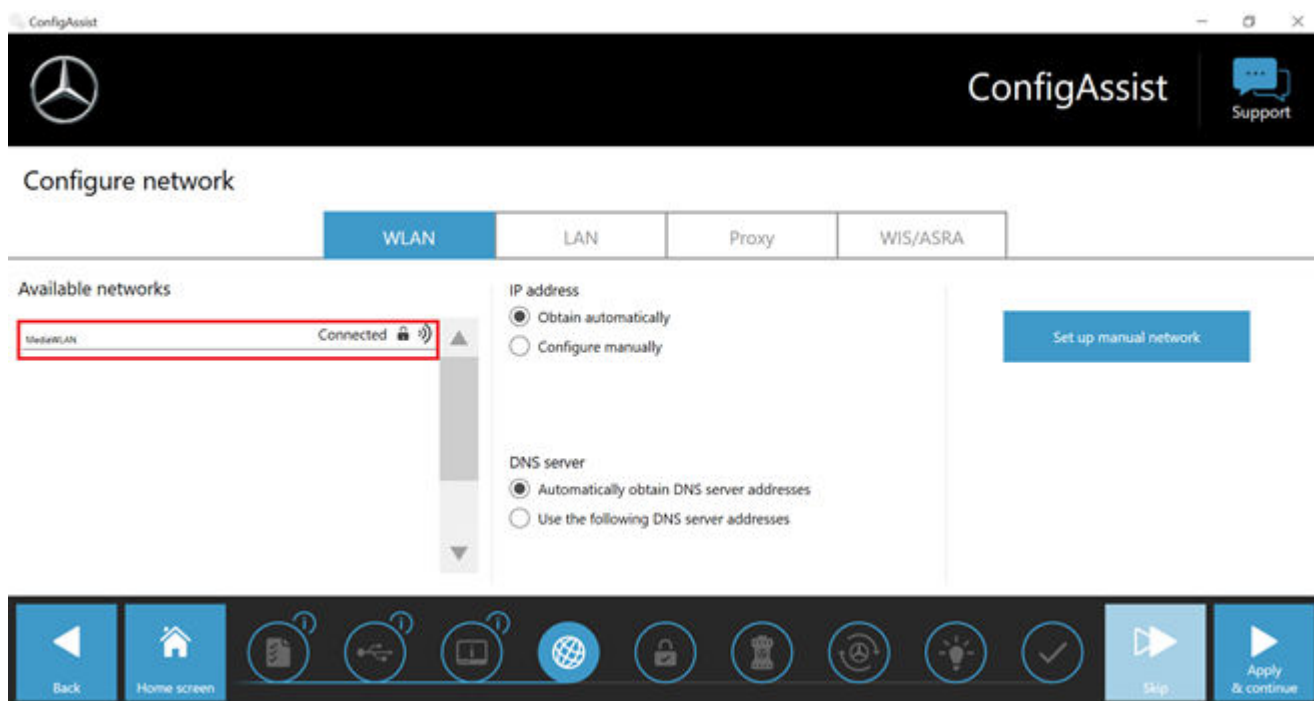 ConfigAssist
ConfigAssist
Support
Configure network
WLAN
LAN
Proxy
WIS/ASRA
Available networks
MediaWLAN
Connected
IP address
Obtain automatically
Configure manually
DNS server
Automatically obtain DNS server addresses
Use the following DNS server addresses
Set up manual network
Back
Home screen
Skip
Apply
& continue